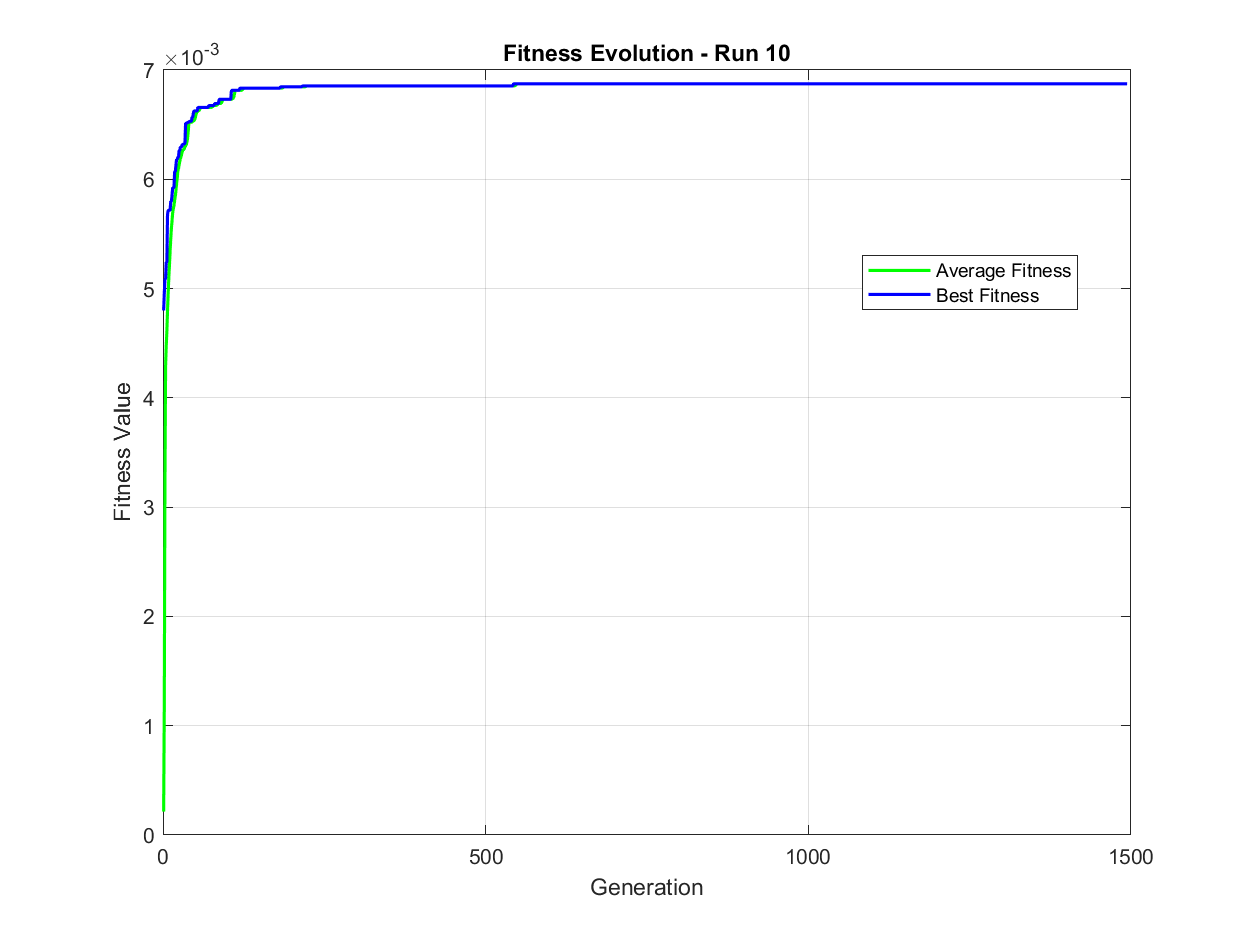 Fitness Evolution - Run 10
×10-3
7
6
5
4
3
2
1
0
Fitness Value
Average Fitness
Best Fitness
0 500 1000 1500
Generation